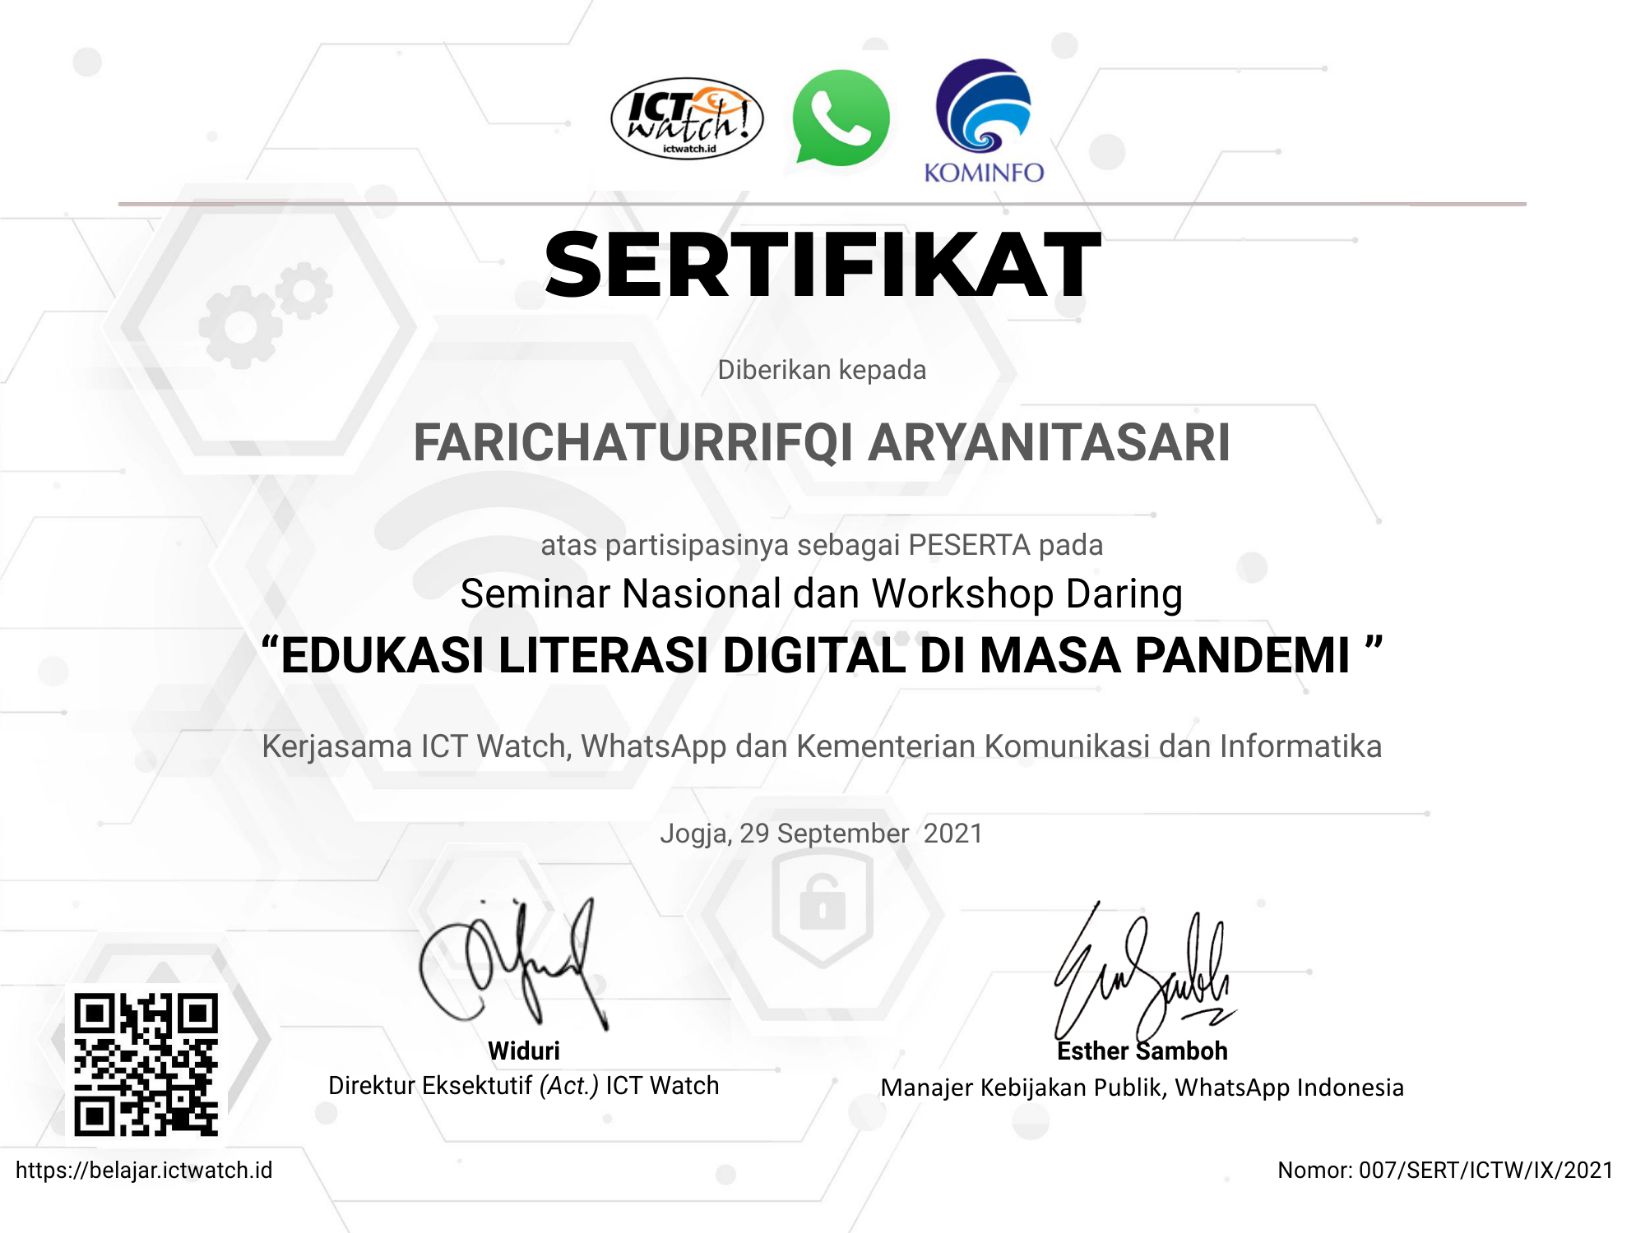 ICT
watch!
ictwatch.id
KOMINFO
SERTIFIKAT
Diberikan kepada
FARICHATURRIFQI ARYANITASARI
atas partisipasinya sebagai PESERTA pada
Seminar Nasional dan Workshop Daring
“EDUKASI LITERASI DIGITAL DI MASA PANDEMI ”
Kerjasama ICT Watch, WhatsApp dan Kementerian Komunikasi dan Informatika
Jogja, 29 September 2021
Widuri
Direktur Eksektutif (Act.) ICT Watch
Esther Samboh
Manajer Kebijakan Publik, WhatsApp Indonesia
https://belajar.ictwatch.id
Nomor: 007/SERT/ICTW/IX/2021